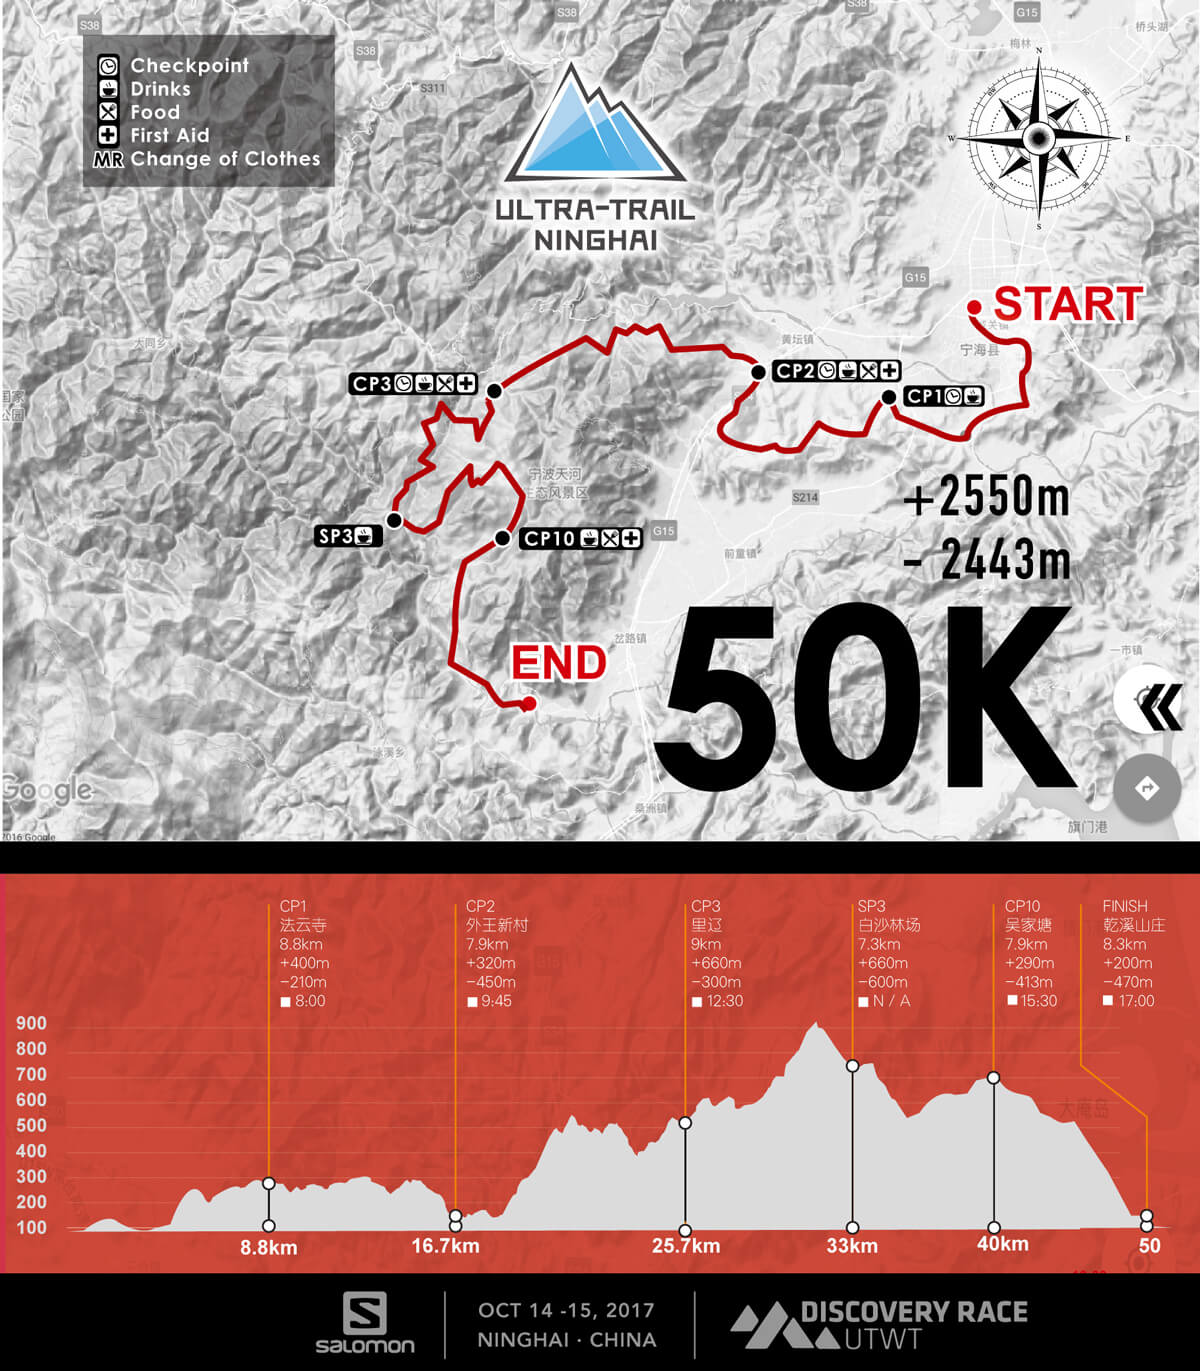 S38
S38
S38
G15
桥头湖
梅林
S38
S311
Checkpoint
Drinks
Food
First Aid
MR Change of Clothes
N
W
E
S
ULTRA-TRAIL
NINGHAI
G15
START
宁海县
黄坛镇
大同乡
国家
公园
CP3
CP2
CP1
宁波天河
生态风景区
S214
+2550m
SP3
CP10
G15
前童镇
- 2443m
岔路镇
一市镇
END
50K
泳溪乡
Google
桑洲镇
旗门港
2016 Google
CP1
法云寺
8.8km
+400m
-210m
8:00
CP2
外王新村
7.9km
+320m
-450m
9:45
CP3
里辽
9km
+660m
-300m
12:30
SP3
白沙林场
7.3km
+660m
-600m
N / A
CP10
吴家塘
7.9km
+290m
-413m
15:30
FINISH
乾溪山庄
8.3km
+200m
-470m
17:00
900
800
700
600
500
400
300
200
100
8.8km
16.7km
25.7km
33km
40km
50
S
salomon
OCT 14 -15, 2017
NINGHAI · CHINA
DISCOVERY RACE
UTWT